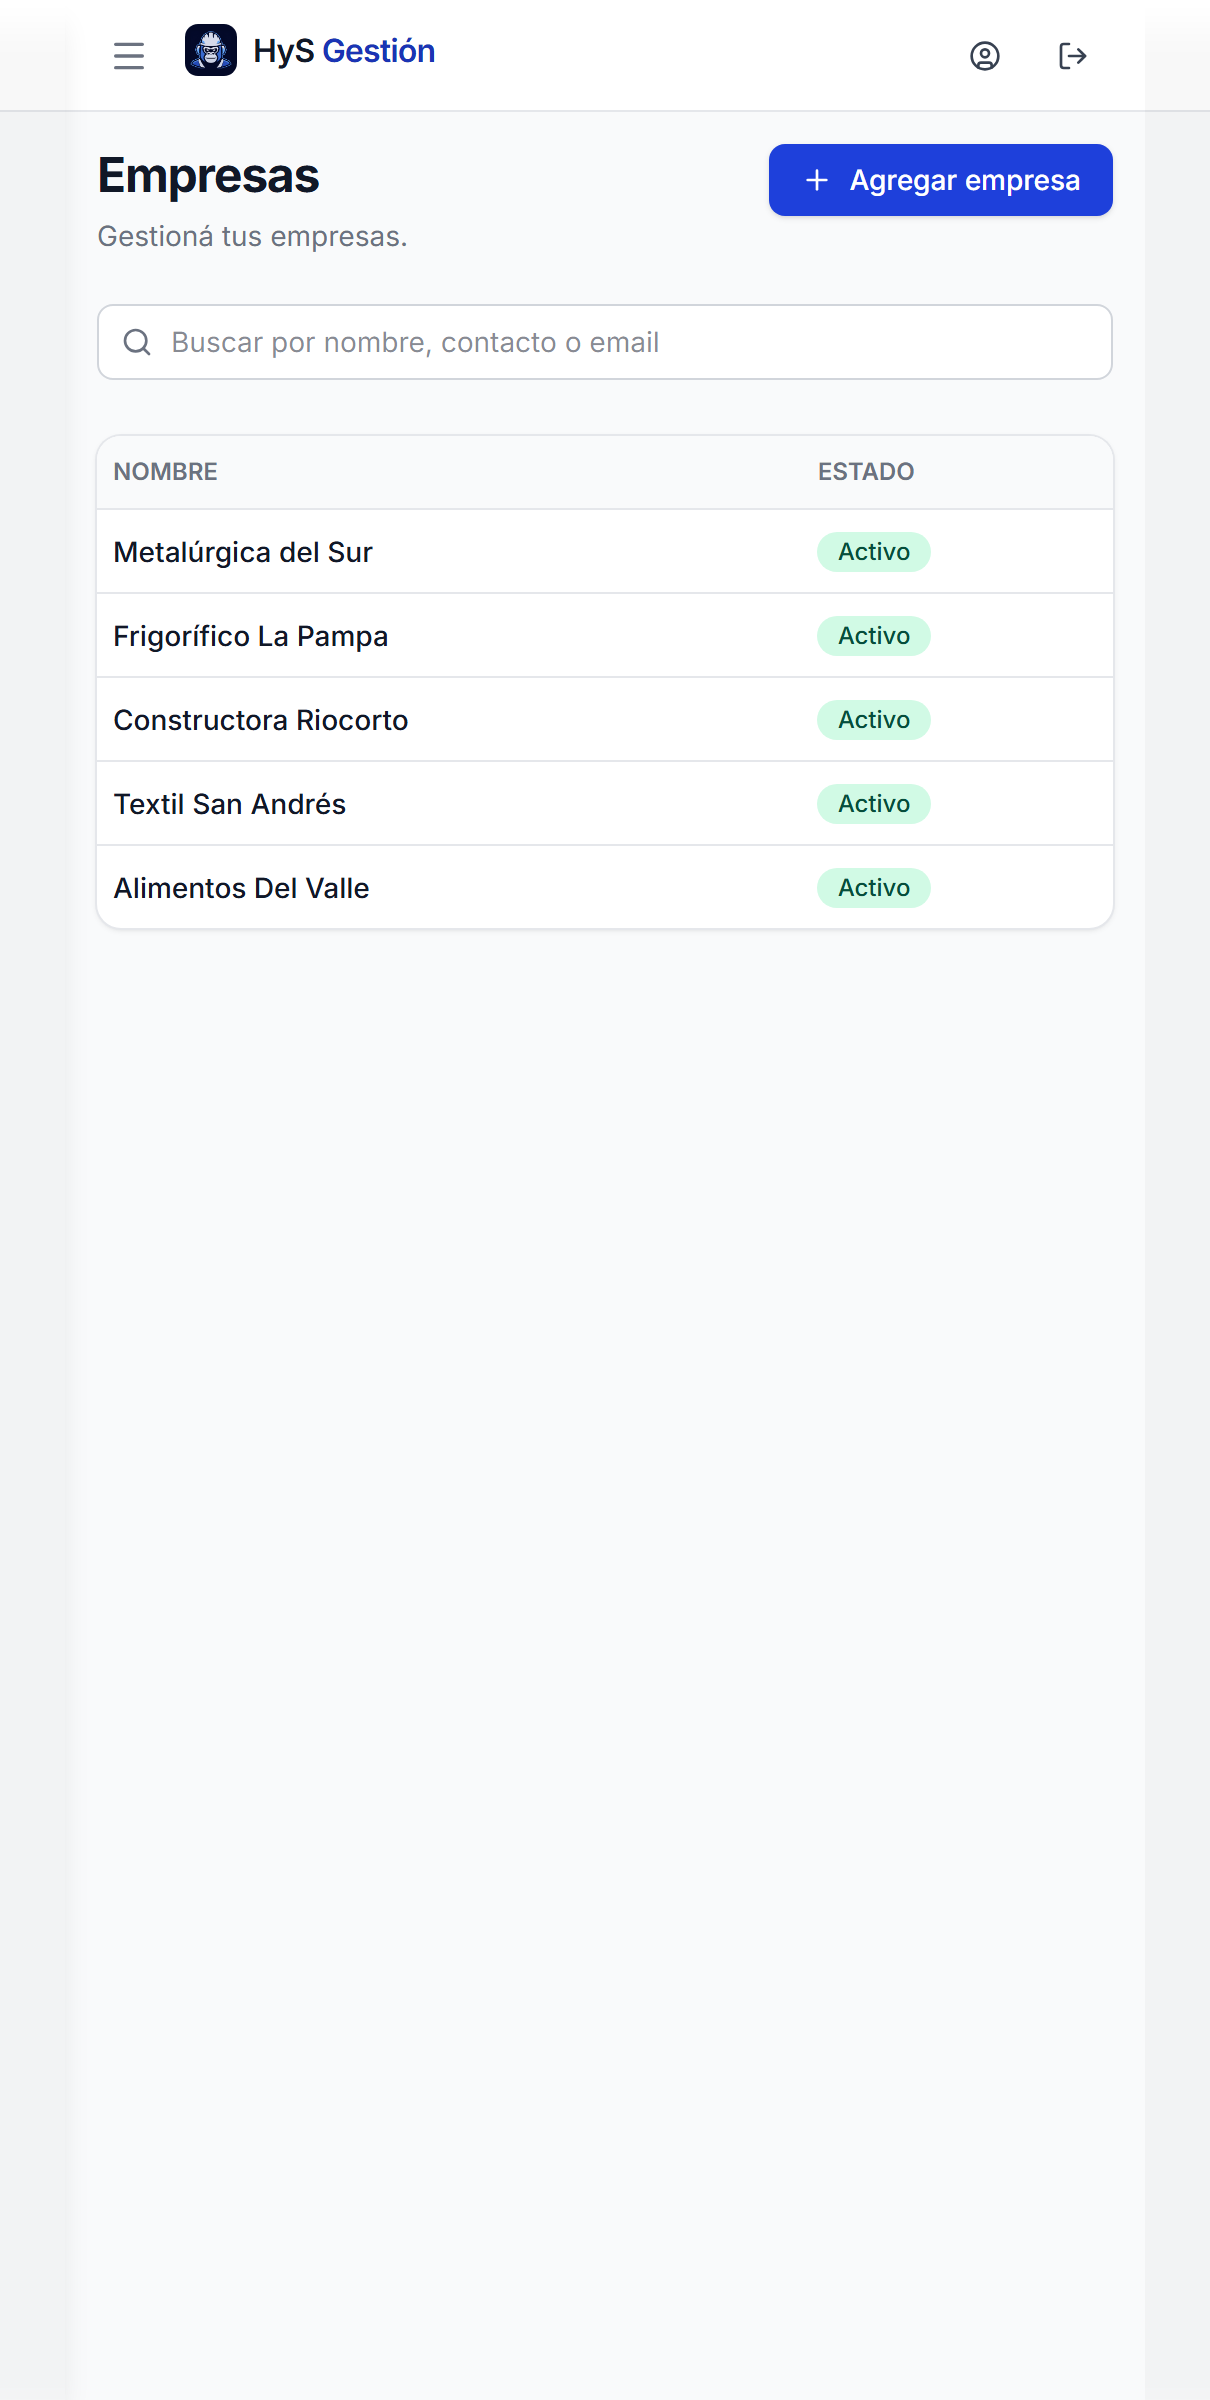 HyS Gestión
Empresas
Agregar empresa
Gestioná tus empresas.
Buscar por nombre, contacto o email
NOMBRE ESTADO
Metalúrgica del Sur Activo
Frigorífico La Pampa Activo
Constructora Riocorto Activo
Textil San Andrés Activo
Alimentos Del Valle Activo